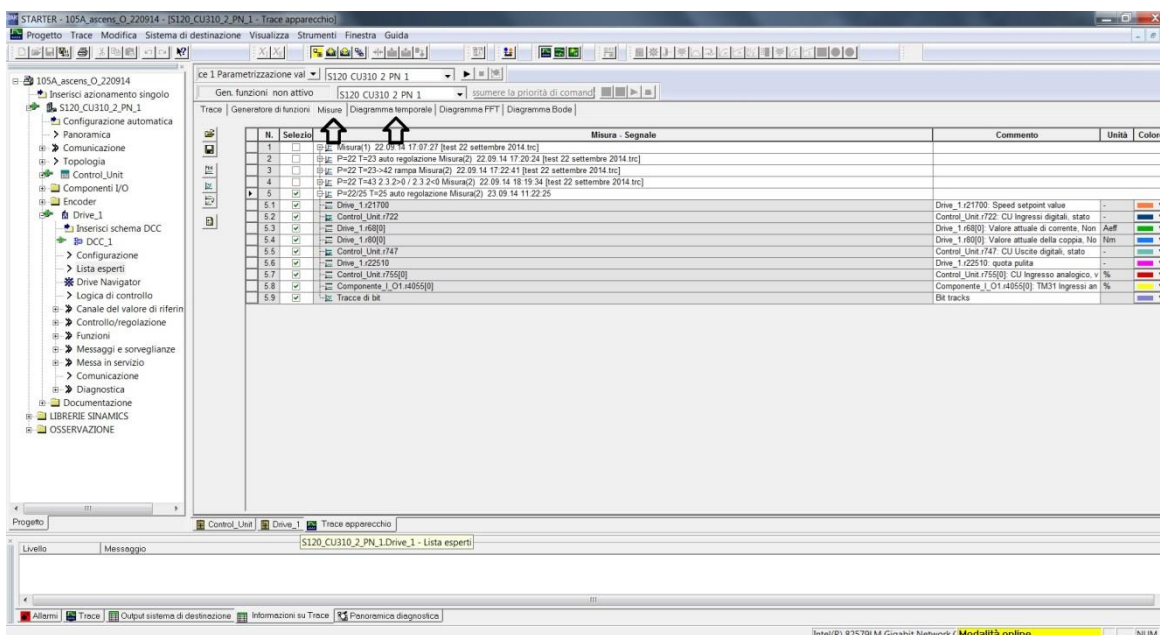 STARTER - 105A_ascens_O_220914 - [S120_CU310_2_PN_1 - Trace apparecchio]
Progetto Trace Modifica Sistema di destinazione Visualizza Strumenti Finestra Guida
ce 1 Parametrizzazione val S120 CU310 2 PN 1
Gen. funzioni non attivo S120 CU310 2 PN 1 ssumere la priorità di comand
Trace Generatore di funzioni Misure Diagramma temporale Diagramma FFT Diagramma Bode
105A_ascens_O_220914
Inserisci azionamento singolo
S120_CU310_2_PN_1
Configurazione automatica
Panoramica
Comunicazione
Topologia
Control_Unit
Componenti I/O
Encoder
Drive_1
Inserisci schema DCC
DCC_1
Configurazione
Lista esperti
Drive Navigator
Logica di controllo
Canale del valore di riferin
Controllo/regolazione
Funzioni
Messaggi e sorveglianze
Messa in servizio
Comunicazione
Diagnostica
Documentazione
LIBRERIE SINAMICS
OSSERVAZIONE
Progetto
N. Selezio Misura - Segnale Commento Unità Color
1 Misura(1) 22.09.14 17:07:27 [test 22 settembre 2014.trc]
2 P=22 T=23 auto regolazione Misura(2) 22.09.14 17:20:24 [test 22 settembre 2014.trc]
3 P=22 T=23->42 rampa Misura(2) 22.09.14 17:22:41 [test 22 settembre 2014.trc]
4 P=22 T=43 2.3.2>0 / 2.3.2<0 Misura(2) 22.09.14 18:19:34 [test 22 settembre 2014.trc]
5 P=22/25 T=25 auto regolazione Misura(2) 23.09.14 11:22:25
5.1 Drive_1.r21700 Drive_1.r21700: Speed setpoint value -
5.2 Control_Unit.r722 Control_Unit.r722: CU Ingressi digitali, stato -
5.3 Drive_1.r68[0] Drive_1.r68[0]: Valore attuale di corrente, Non Aeff
5.4 Drive_1.r80[0] Drive_1.r80[0]: Valore attuale della coppia, No Nm
5.5 Control_Unit.r747 Control_Unit.r747: CU Uscite digitali, stato -
5.6 Drive_1.r22510 Drive_1.r22510: quota pulita -
5.7 Control_Unit.r755[0] Control_Unit.r755[0]: CU Ingresso analogico, v %
5.8 Componente_I_O1.r4055[0] Componente_I_O1.r4055[0]: TM31 Ingressi an %
5.9 Tracce di bit Bit tracks
Control_Unit Drive_1 Trace apparecchio
S120_CU310_2_PN_1.Drive_1 - Lista esperti
Livello Messaggio
Allarmi Trace Output sistema di destinazione Informazioni su Trace Panoramica diagnostica
Intel(R) 82579LM Gigabit Network ( Modalità online NUM